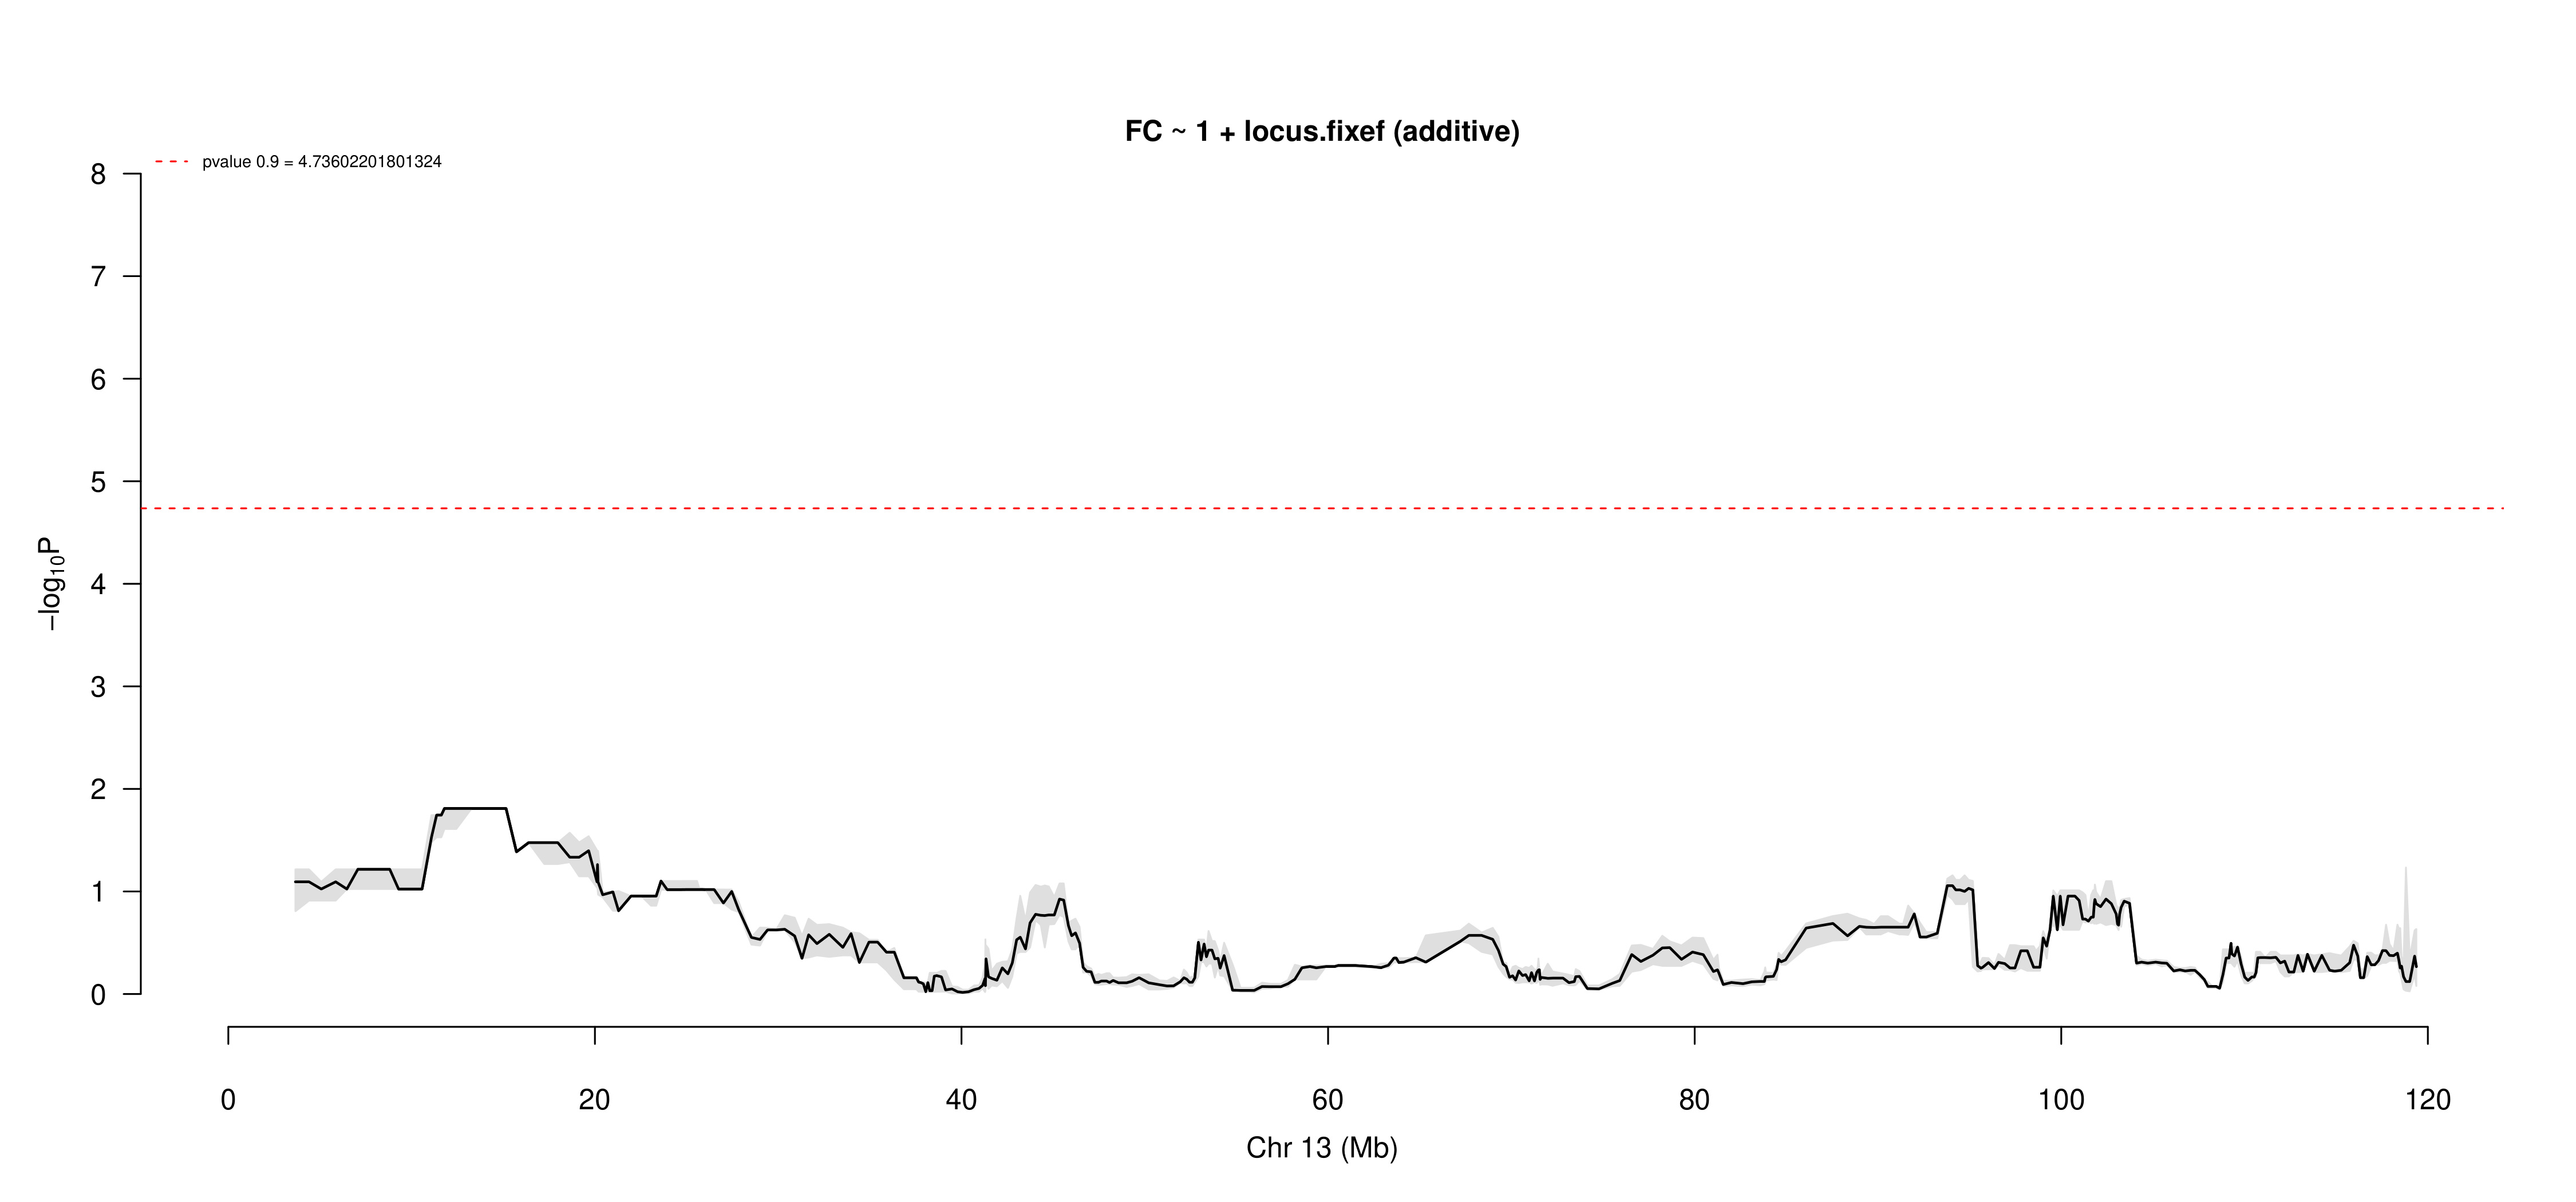 FC ~ 1 + locus.fixef (additive)
pvalue 0.9 = 4.73602201801324
8
7
6
5
4
3
2
1
0
−log10P
0 20 40 60 80 100 120
Chr 13 (Mb)